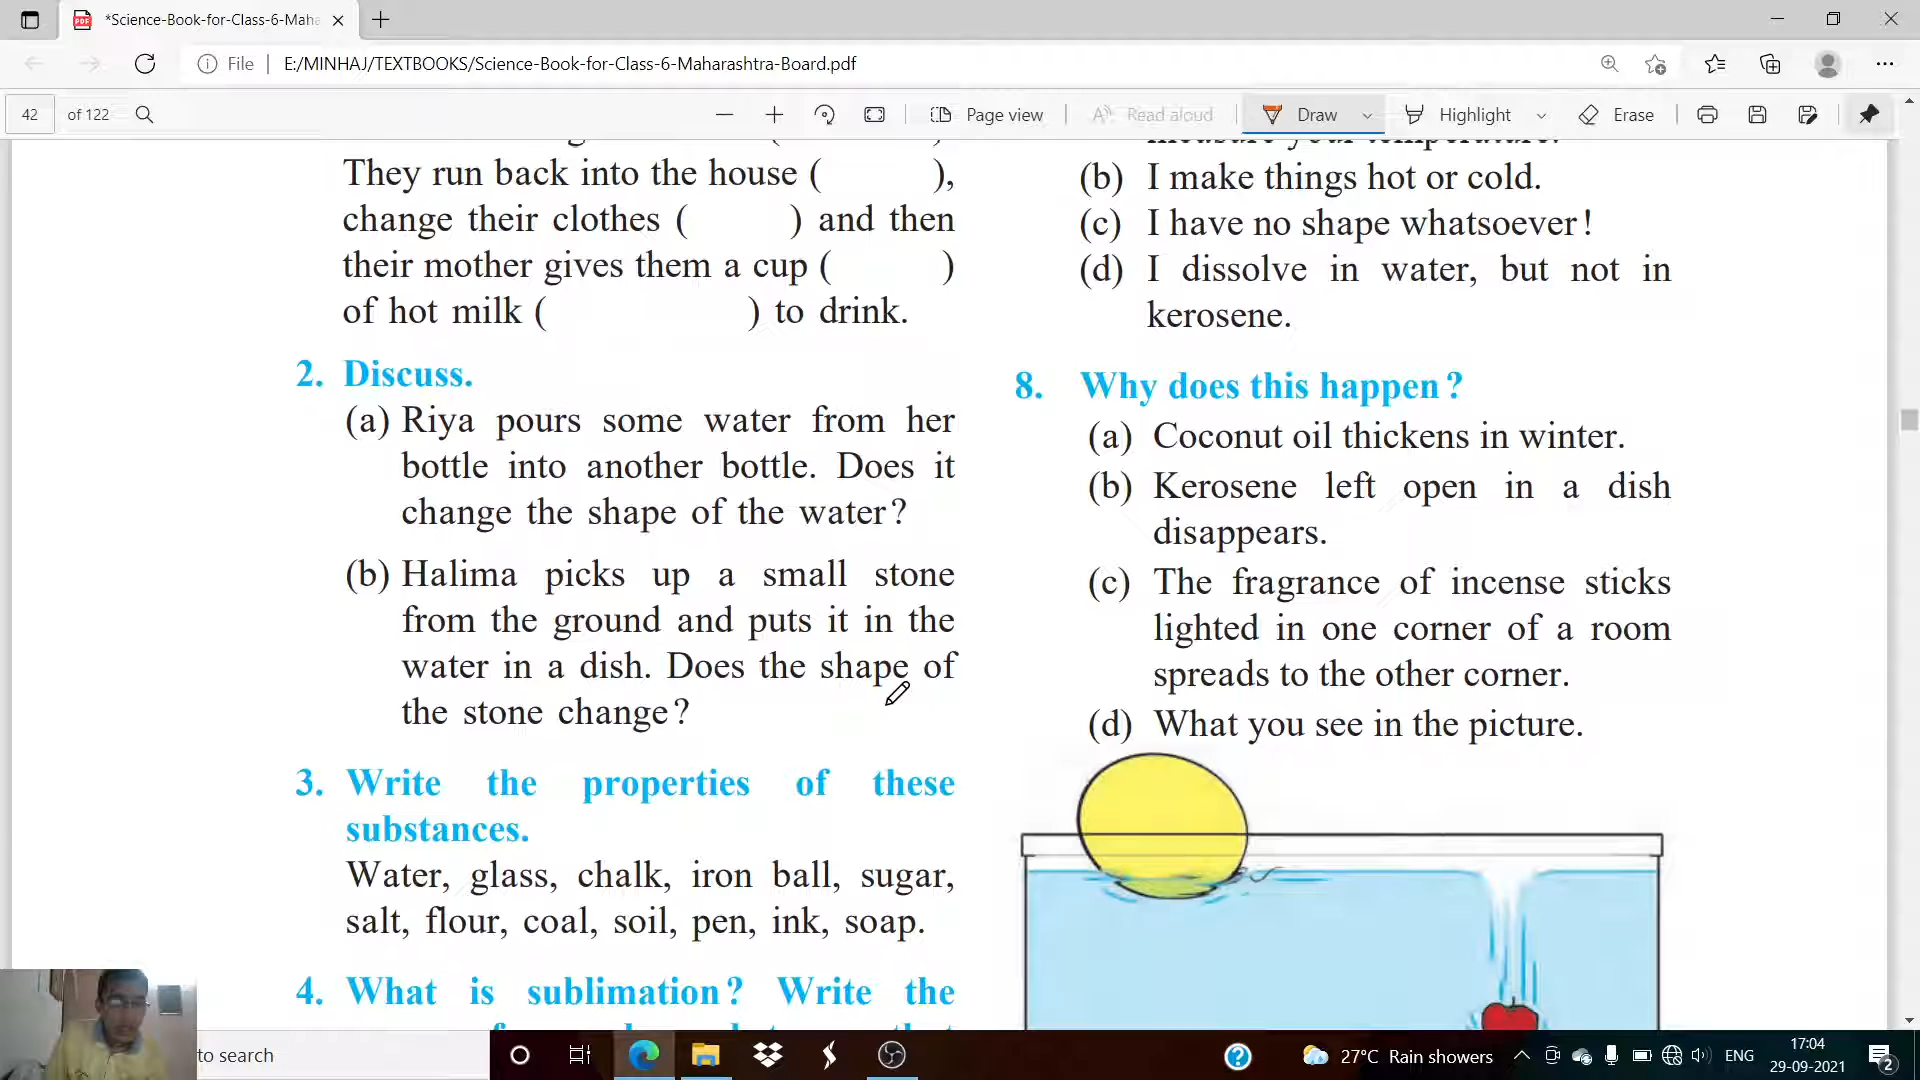 *Science-Book-for-Class-6-Maha
File
E:/MINHAJ/TEXTBOOKS/Science-Book-for-Class-6-Maharashtra-Board.pdf
42 of 122
Page view
Read aloud
Draw
Highlight
Erase
They run back into the house ( ),
change their clothes ( ) and then
their mother gives them a cup ( )
of hot milk ( ) to drink.
2. Discuss.
(a) Riya pours some water from her
bottle into another bottle. Does it
change the shape of the water?
(b) Halima picks up a small stone
from the ground and puts it in the
water in a dish. Does the shape of
the stone change?
3. Write the properties of these
substances.
Water, glass, chalk, iron ball, sugar,
salt, flour, coal, soil, pen, ink, soap.
4. What is sublimation? Write the
measure your temperature.
(b) I make things hot or cold.
(c) I have no shape whatsoever!
(d) I dissolve in water, but not in
kerosene.
8. Why does this happen?
(a) Coconut oil thickens in winter.
(b) Kerosene left open in a dish
disappears.
(c) The fragrance of incense sticks
lighted in one corner of a room
spreads to the other corner.
(d) What you see in the picture.
to search
27°C Rain showers
ENG
17:04
29-09-2021
2